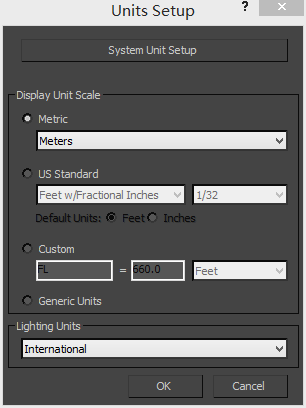 Units Setup
?
System Unit Setup
Display Unit Scale
Metric
Meters
US Standard
Feet w/Fractional Inches 1/32
Default Units: Feet Inches
Custom
FL = 660.0 Feet
Generic Units
Lighting Units
International
OK Cancel